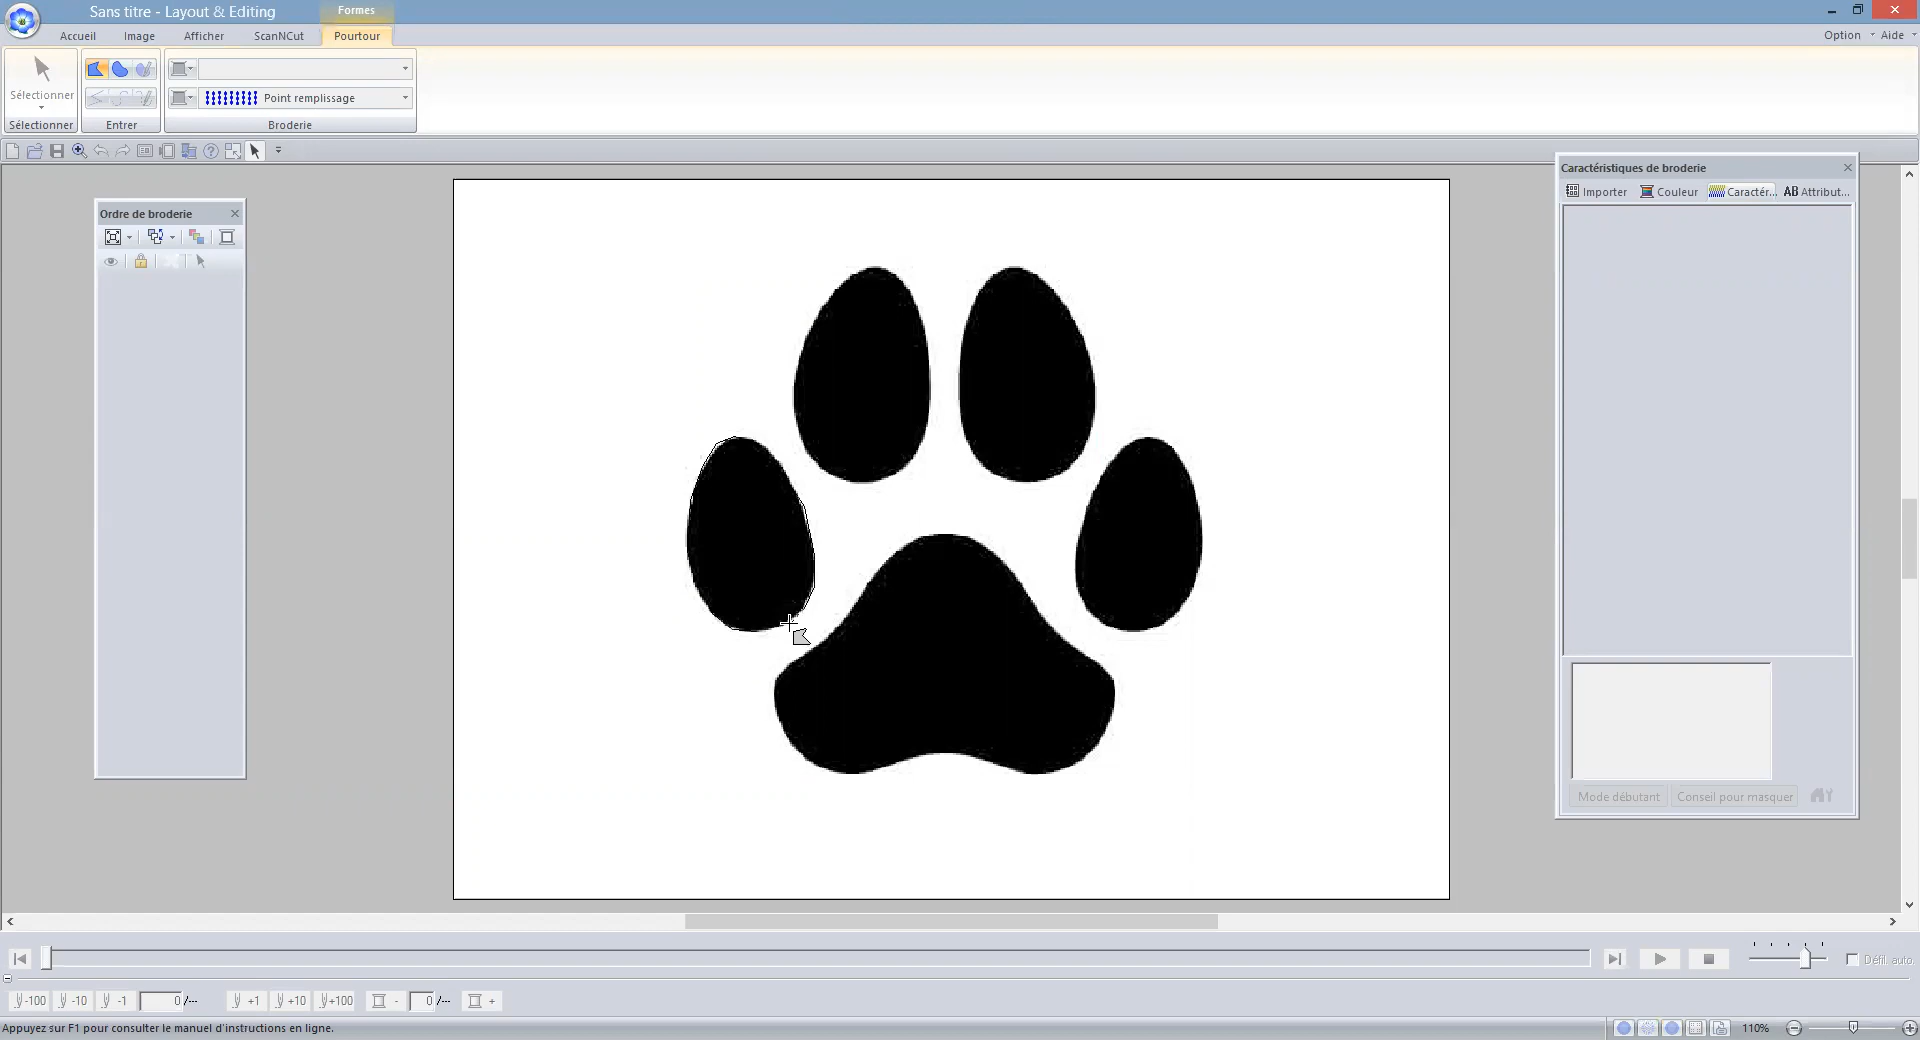 Sans titre - Layout & Editing
Formes
Accueil
Image
Afficher
ScanNCut
Pourtour
Option
Aide
Sélectionner
Point remplissage
Sélectionner
Entrer
Broderie
Ordre de broderie
Caractéristiques de broderie
Importer
Couleur
Caractér...
AB Attribut...
Mode débutant
Conseil pour masquer
Défil. auto.
-100
-10
-1
0 /---
+1
+10
+100
-
0 /---
+
Appuyez sur F1 pour consulter le manuel d'instructions en ligne.
110%